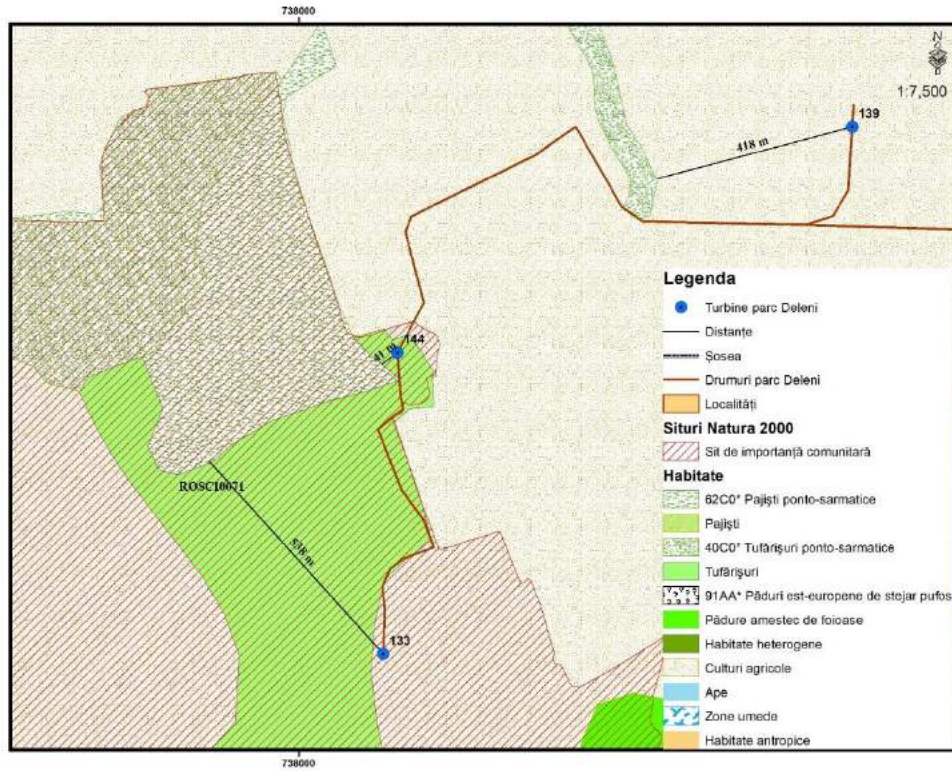 738000
N
1:7,500
139
418 m
144
41 m
ROSCI0071
538 m
133
Legenda
Turbine parc Deleni
Distanțe
Șosea
Drumuri parc Deleni
Localități
Situri Natura 2000
Sit de importanță comunitară
Habitate
62C0* Pajiști ponto-sarmatice
Pajiști
40C0* Tufărișuri ponto-sarmatice
Tufărișuri
91AA* Păduri est-europene de stejar pufos
Pădure amestec de foioase
Habitate heterogene
Culturi agricole
Ape
Zone umede
Habitate antropice
738000